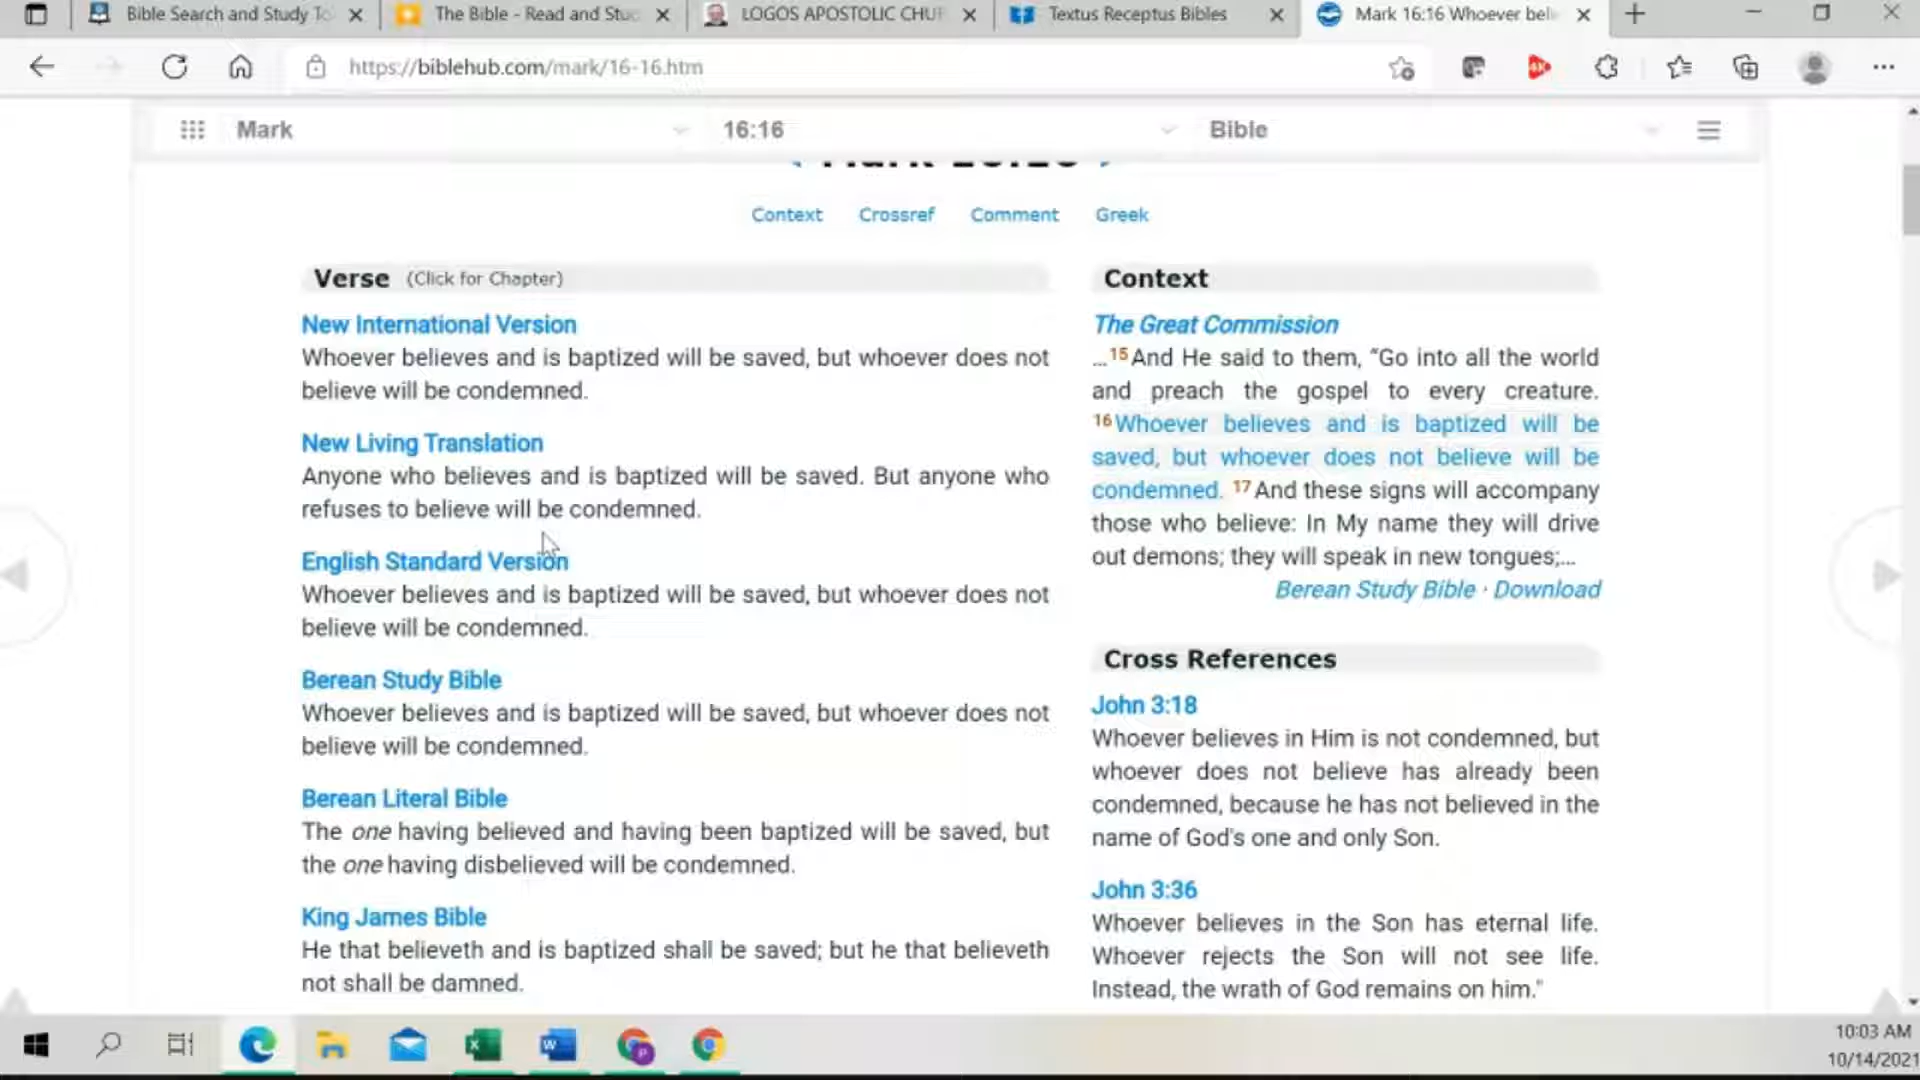 Bible Search and Study To
The Bible - Read and Stu
LOGOS APOSTOLIC CHUR
Textus Receptus Bibles
Mark 16:16 Whoever beli
https://biblehub.com/mark/16-16.htm
Mark
16:16
Bible
Mark 16:16
Context
Crossref
Comment
Greek
Verse (Click for Chapter)
New International Version
Whoever believes and is baptized will be saved, but whoever does not
believe will be condemned.
New Living Translation
Anyone who believes and is baptized will be saved. But anyone who
refuses to believe will be condemned.
English Standard Version
Whoever believes and is baptized will be saved, but whoever does not
believe will be condemned.
Berean Study Bible
Whoever believes and is baptized will be saved, but whoever does not
believe will be condemned.
Berean Literal Bible
The one having believed and having been baptized will be saved, but
the one having disbelieved will be condemned.
King James Bible
He that believeth and is baptized shall be saved; but he that believeth
not shall be damned.
Context
The Great Commission
…15And He said to them, “Go into all the world
and preach the gospel to every creature.
16Whoever believes and is baptized will be
saved, but whoever does not believe will be
condemned. 17And these signs will accompany
those who believe: In My name they will drive
out demons; they will speak in new tongues;…
Berean Study Bible · Download
Cross References
John 3:18
Whoever believes in Him is not condemned, but
whoever does not believe has already been
condemned, because he has not believed in the
name of God's one and only Son.
John 3:36
Whoever believes in the Son has eternal life.
Whoever rejects the Son will not see life.
Instead, the wrath of God remains on him."
10:03 AM
10/14/2021